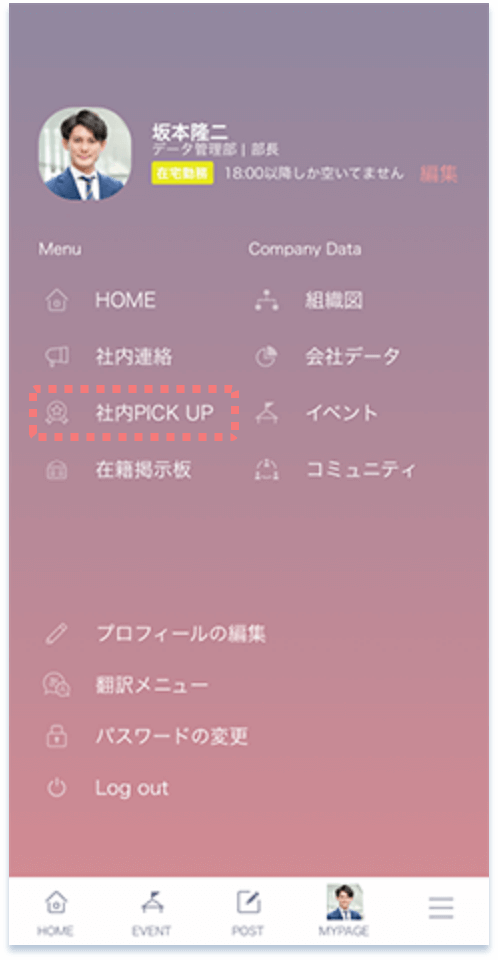 坂本隆二
データ管理部 | 部長
在宅勤務 18:00以降しか空いてません 編集
Menu
HOME
社内連絡
社内PICK UP
在籍掲示板
Company Data
組織図
会社データ
イベント
コミュニティ
プロフィールの編集
翻訳メニュー
パスワードの変更
Log out
HOME EVENT POST MYPAGE